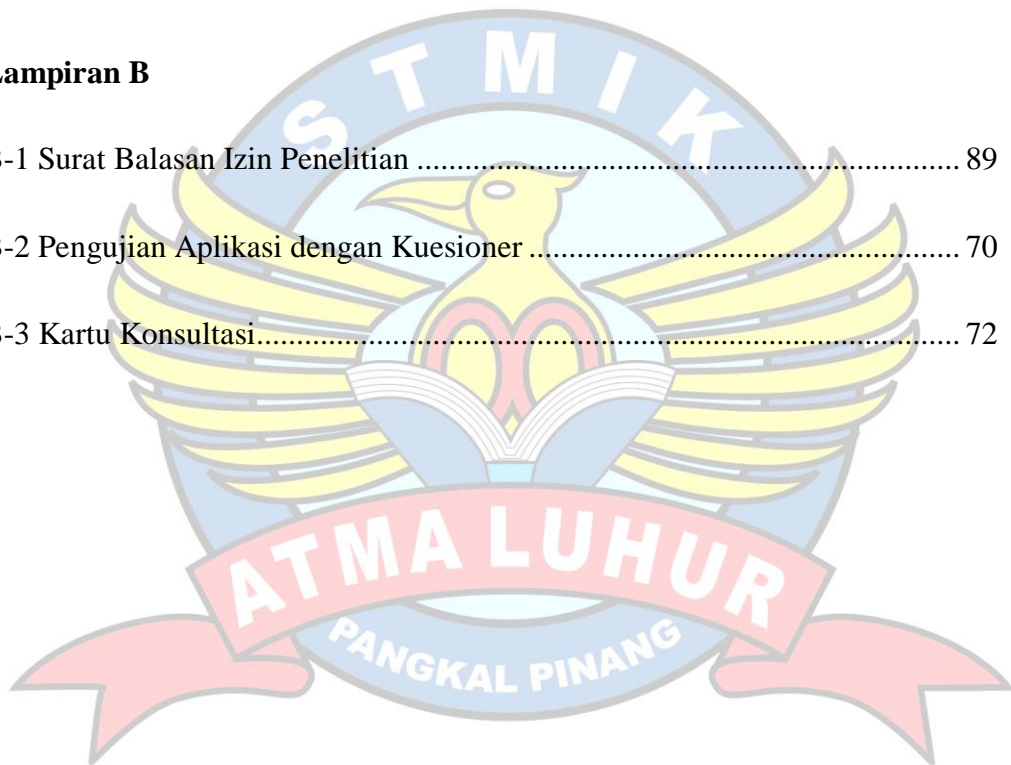 Lampiran B
B-1 Surat Balasan Izin Penelitian .................................................................. 89
B-2 Pengujian Aplikasi dengan Kuesioner .................................................... 70
B-3 Kartu Konsultasi..................................................................................... 72
STMIK
ATMA LUHUR
PANGKAL PINANG